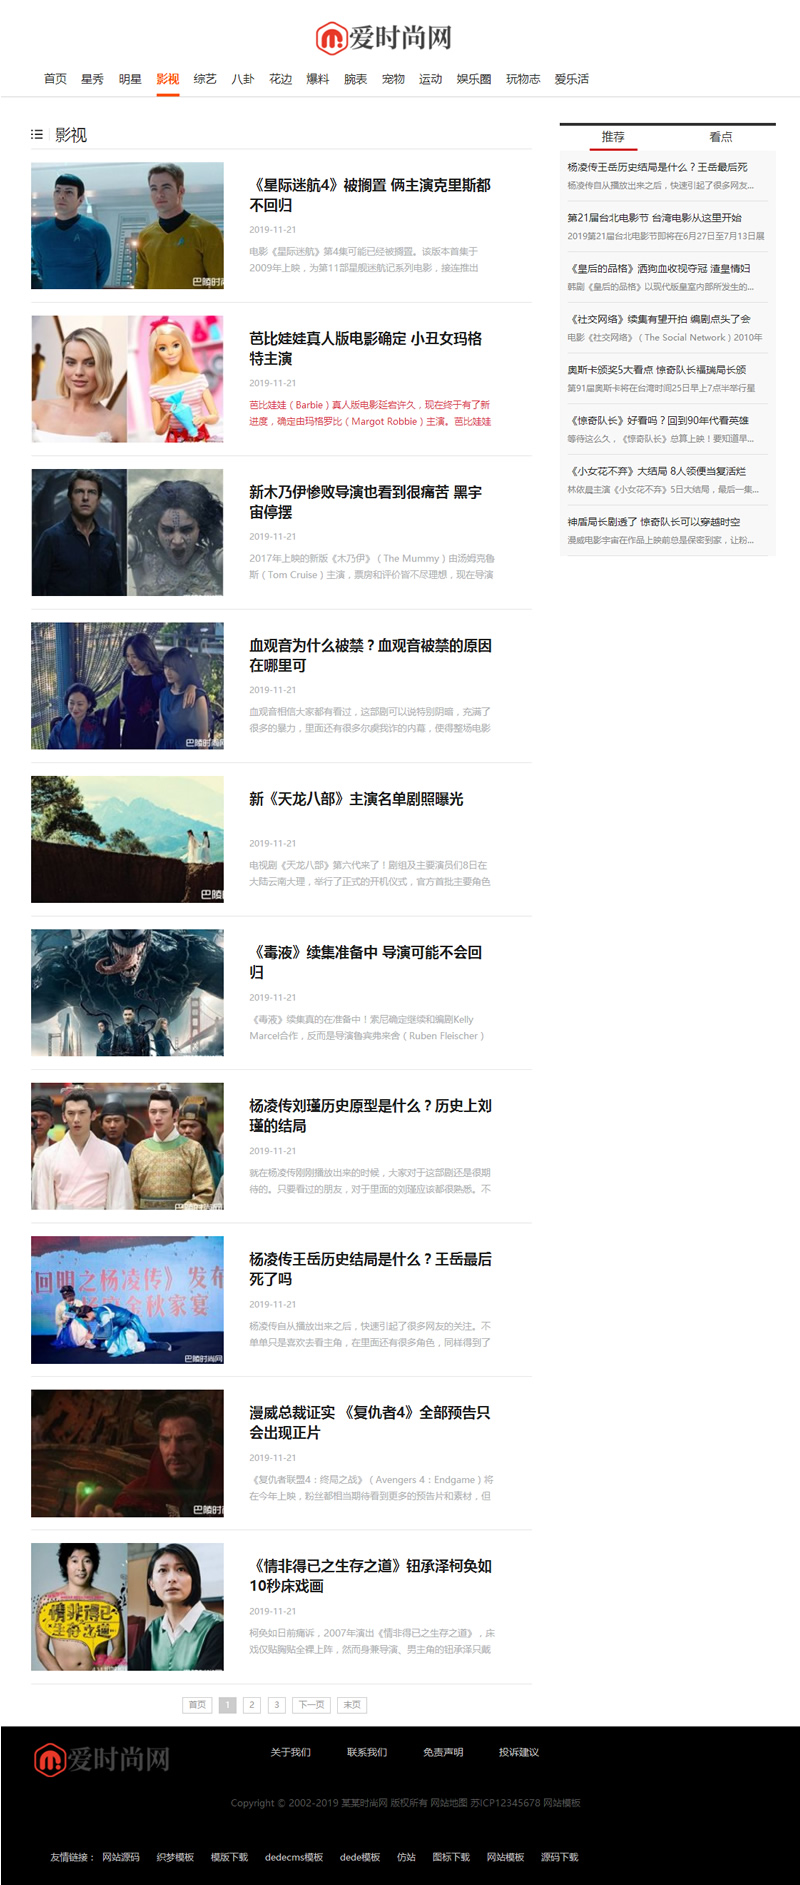 爱时尚网
首页 星秀 明星 影视 综艺 八卦 花边 爆料 腕表 宠物 运动 娱乐圈 玩物志 爱乐活
影视
《星际迷航4》被搁置 俩主演克里斯都
不回归
2019-11-21
电影《星际迷航》第4集可能已经被搁置。该版本首集于
2009年上映，为第11部星舰迷航记系列电影，接连推出
巴陵时尚网
芭比娃娃真人版电影确定 小丑女玛格
特主演
2019-11-21
芭比娃娃（Barbie）真人版电影延宕许久，现在终于有了新
进度，确定由玛格罗比（Margot Robbie）主演。芭比娃娃
新木乃伊惨败导演也看到很痛苦 黑宇
宙停摆
2019-11-21
2017年上映的新版《木乃伊》（The Mummy）由汤姆克鲁
斯（Tom Cruise）主演，票房和评价皆不尽理想，现在导演
血观音为什么被禁？血观音被禁的原因
在哪里可
2019-11-21
血观音相信大家都有看过，这部剧可以说特别阴暗，充满了
很多的暴力，里面还有很多尔虞我诈的内幕，使得整场电影
巴陵时尚网
新《天龙八部》主演名单剧照曝光
2019-11-21
电视剧《天龙八部》第六代来了！剧组及主要演员们8日在
大陆云南大理，举行了正式的开机仪式，官方首批主要角色
巴陵
《毒液》续集准备中 导演可能不会回
归
2019-11-21
《毒液》续集真的在准备中！索尼确定继续和编剧Kelly
Marcel合作，反而是导演鲁宾弗来舍（Ruben Fleischer）
杨凌传刘瑾历史原型是什么？历史上刘
瑾的结局
2019-11-21
就在杨凌传刚刚播放出来的时候，大家对于这部剧还是很期
待的。只要看过的朋友，对于里面的刘瑾应该都很熟悉。不
巴陵时尚网
杨凌传王岳历史结局是什么？王岳最后
死了吗
2019-11-21
杨凌传自从播放出来之后，快速引起了很多网友的关注。不
单单只是喜欢去看主角，在里面还有很多角色，同样得到了
回明之杨凌传》发布
金秋家宴
巴陵时尚网
漫威总裁证实 《复仇者4》全部预告只
会出现正片
2019-11-21
《复仇者联盟4：终局之战》（Avengers 4：Endgame）将
在今年上映，粉丝都相当期待看到更多的预告片和素材，但
巴陵时尚
《情非得已之生存之道》钮承泽柯奂如
10秒床戏画
2019-11-21
柯奂如日前痛诉，2007年演出《情非得已之生存之道》，床
戏仅贴胸贴全裸上阵，然而身兼导演、男主角的钮承泽只戴
情非得已
生存之道
巴陵时尚网
首页 1 2 3 下一页 末页
推荐 看点
杨凌传王岳历史结局是什么？王岳最后死
杨凌传自从播放出来之后，快速引起了很多网友...
第21届台北电影节 台湾电影从这里开始
2019第21届台北电影节即将在6月27日至7月13日展
《皇后的品格》洒狗血收视夺冠 渣皇情妇
韩剧《皇后的品格》以现代版皇室内部所发生的...
《社交网络》续集有望开拍 编剧点头了会
电影《社交网络》（The Social Network）2010年
奥斯卡颁奖5大看点 惊奇队长福瑞局长颁
第91届奥斯卡将在台湾时间25日早上7点半举行星
《惊奇队长》好看吗？回到90年代看英雄
等待这么久，《惊奇队长》总算上映！要知道早...
《小女花不弃》大结局 8人领便当复活烂
林依晨主演《小女花不弃》5日大结局，最后一集...
神盾局长剧透了 惊奇队长可以穿越时空
漫威电影宇宙在作品上映前总是保密到家，让粉...
爱时尚网
关于我们 联系我们 免责声明 投诉建议
Copyright © 2002-2019 某某时尚网 版权所有 网站地图 苏ICP12345678 网站模板
友情链接： 网站源码 织梦模板 模版下载 dedecms模板 dede模板 仿站 图标下载 网站模板 源码下载